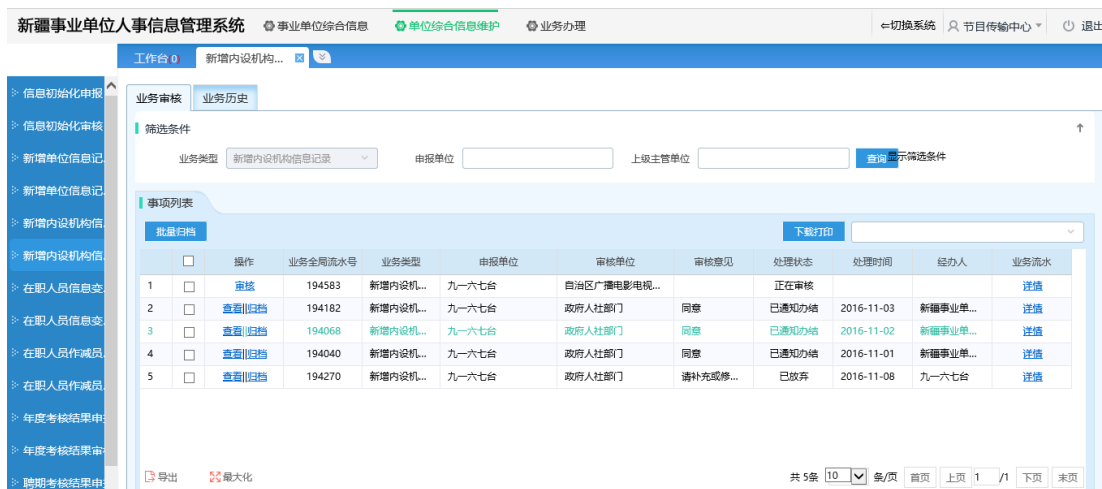 新疆事业单位人事信息管理系统 事业单位综合信息 单位综合信息维护 业务办理 ⇐切换系统 节目传输中心 退出
工作台(0) 新增内设机构...
信息初始化申报
信息初始化审核
新增单位信息记.
新增单位信息记.
新增内设机构信.
新增内设机构信.
在职人员信息变.
在职人员信息变.
在职人员作减员.
在职人员作减员.
年度考核结果申
年度考核结果审
聘期考核结果申
业务审核 业务历史
筛选条件
业务类型 新增内设机构信息记录 申报单位 上级主管单位 查询 显示筛选条件
事项列表
批量归档 下载打印
操作 业务全局流水号 业务类型 申报单位 审核单位 审核意见 处理状态 处理时间 经办人 业务流水
1 审核 194583 新增内设机... 九一六七台 自治区广播电影电视... 正在审核 详情
2 查看||归档 194182 新增内设机... 九一六七台 政府人社部门 同意 已通知办结 2016-11-03 新疆事业单... 详情
3 查看||归档 194068 新增内设机... 九一六七台 政府人社部门 同意 已通知办结 2016-11-02 新疆事业单... 详情
4 查看||归档 194040 新增内设机... 九一六七台 政府人社部门 同意 已通知办结 2016-11-01 新疆事业单... 详情
5 查看||归档 194270 新增内设机... 九一六七台 政府人社部门 请补充或修... 已放弃 2016-11-08 九一六七台 详情
导出 最大化 共 5条 10 条/页 首页 上页 1 /1 下页 末页